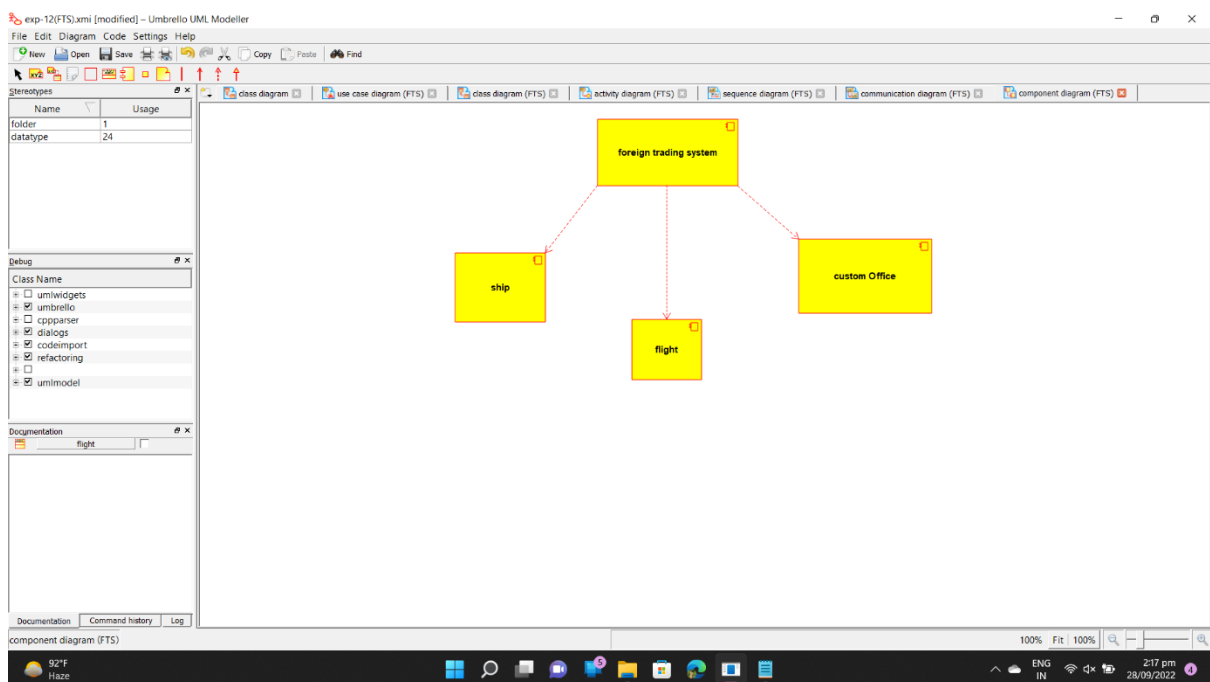 exp-12(FTS).xmi [modified] – Umbrello UML Modeller
File Edit Diagram Code Settings Help
New Open Save Copy Paste Find
Stereotypes
class diagram use case diagram (FTS) class diagram (FTS) activity diagram (FTS) sequence diagram (FTS) communication diagram (FTS) component diagram (FTS)
Name Usage
folder 1
datatype 24
foreign trading system
ship
custom Office
flight
Debug
Class Name
umlwidgets
umbrello
cppparser
dialogs
codeimport
refactoring
umlmodel
Documentation
flight
Documentation Command history Log
component diagram (FTS)
100% Fit 100%
92°F
Haze
5
ENG
IN
2:17 pm
28/09/2022
4